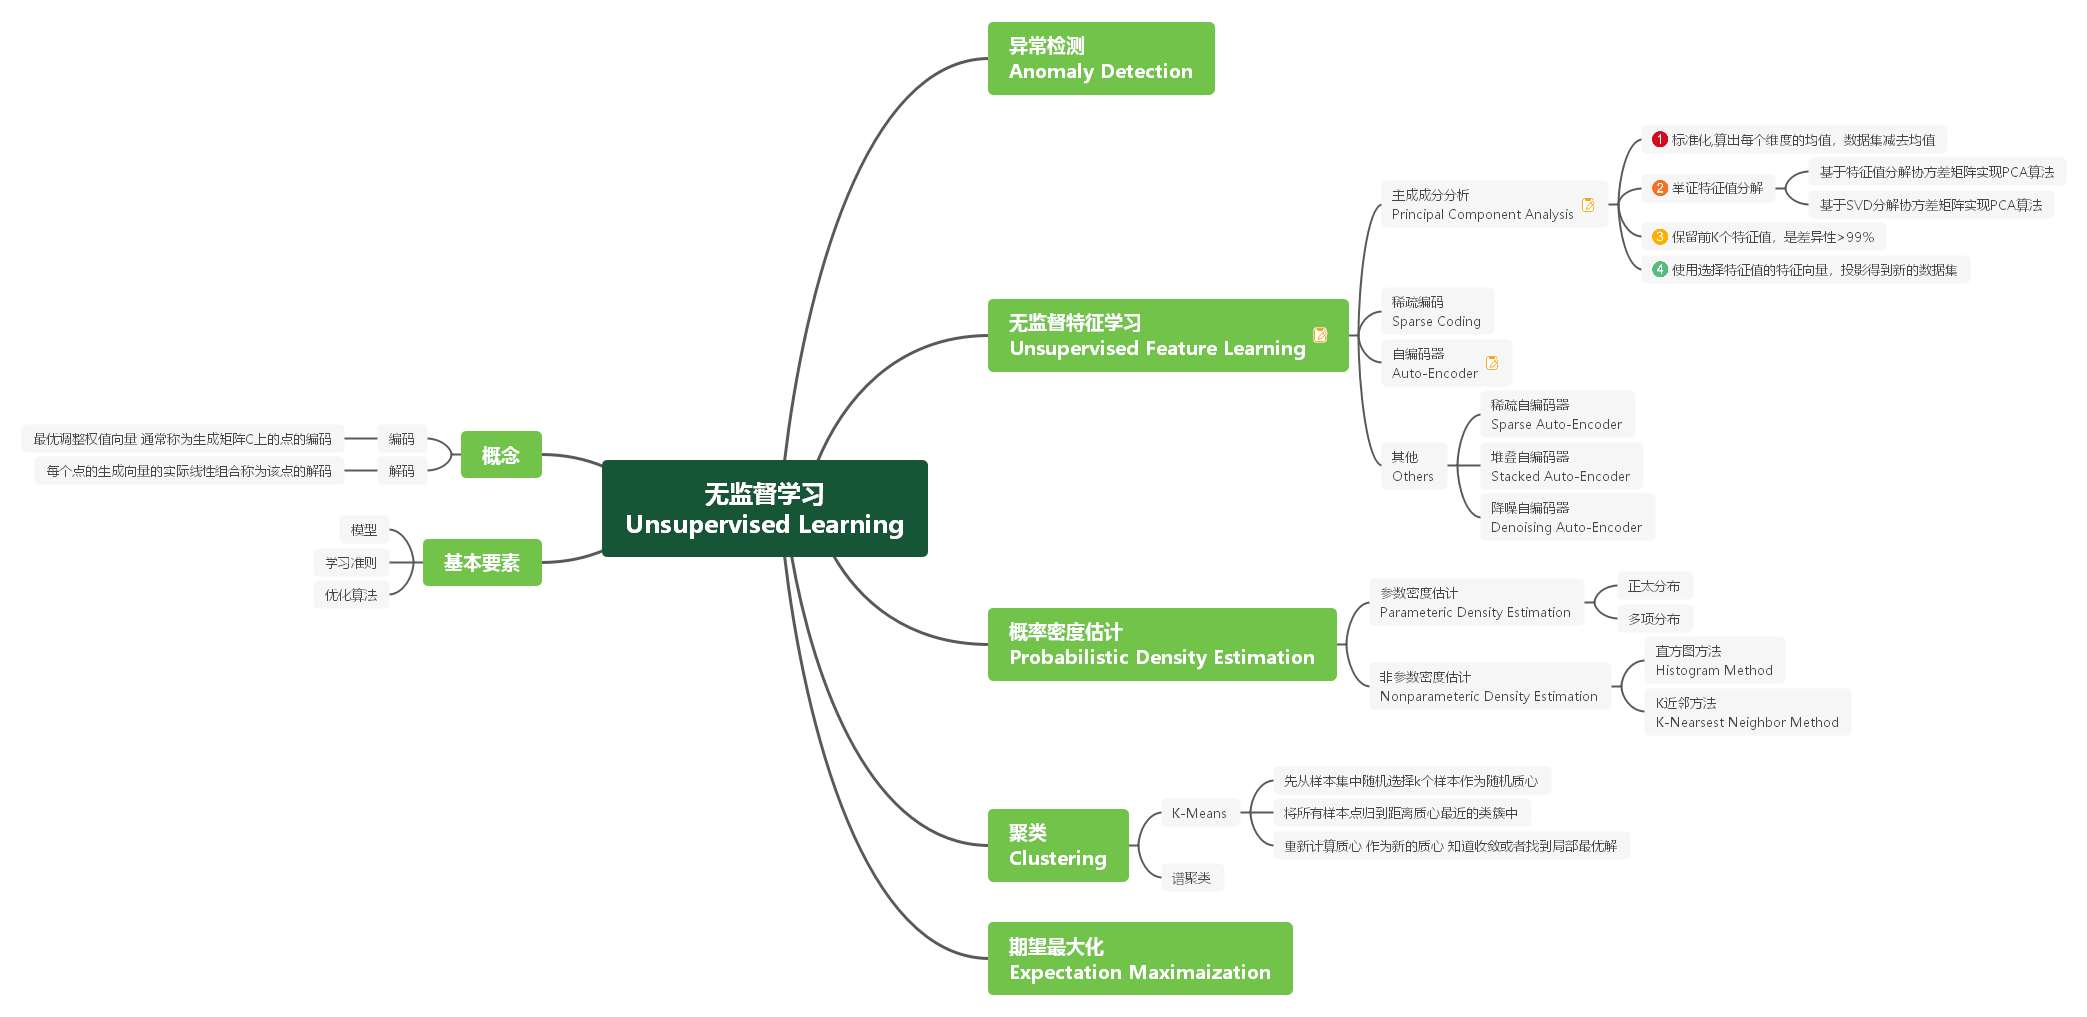 异常检测
Anomaly Detection
1 标准化,算出每个维度的均值，数据集减去均值
主成成分分析
Principal Component Analysis
2 举证特征值分解
基于特征值分解协方差矩阵实现PCA算法
基于SVD分解协方差矩阵实现PCA算法
3 保留前K个特征值，是差异性>99%
4 使用选择特征值的特征向量，投影得到新的数据集
无监督特征学习
Unsupervised Feature Learning
稀疏编码
Sparse Coding
自编码器
Auto-Encoder
其他
Others
稀疏自编码器
Sparse Auto-Encoder
堆叠自编码器
Stacked Auto-Encoder
降噪自编码器
Denoising Auto-Encoder
最优调整权值向量 通常称为生成矩阵C上的点的编码
编码
概念
每个点的生成向量的实际线性组合称为该点的解码
解码
无监督学习
Unsupervised Learning
模型
学习准则
优化算法
基本要素
概率密度估计
Probabilistic Density Estimation
参数密度估计
Parameteric Density Estimation
正太分布
多项分布
非参数密度估计
Nonparameteric Density Estimation
直方图方法
Histogram Method
K近邻方法
K-Nearsest Neighbor Method
聚类
Clustering
K-Means
先从样本集中随机选择k个样本作为随机质心
将所有样本点归到距离质心最近的类簇中
重新计算质心 作为新的质心 知道收敛或者找到局部最优解
谱聚类
期望最大化
Expectation Maximaization